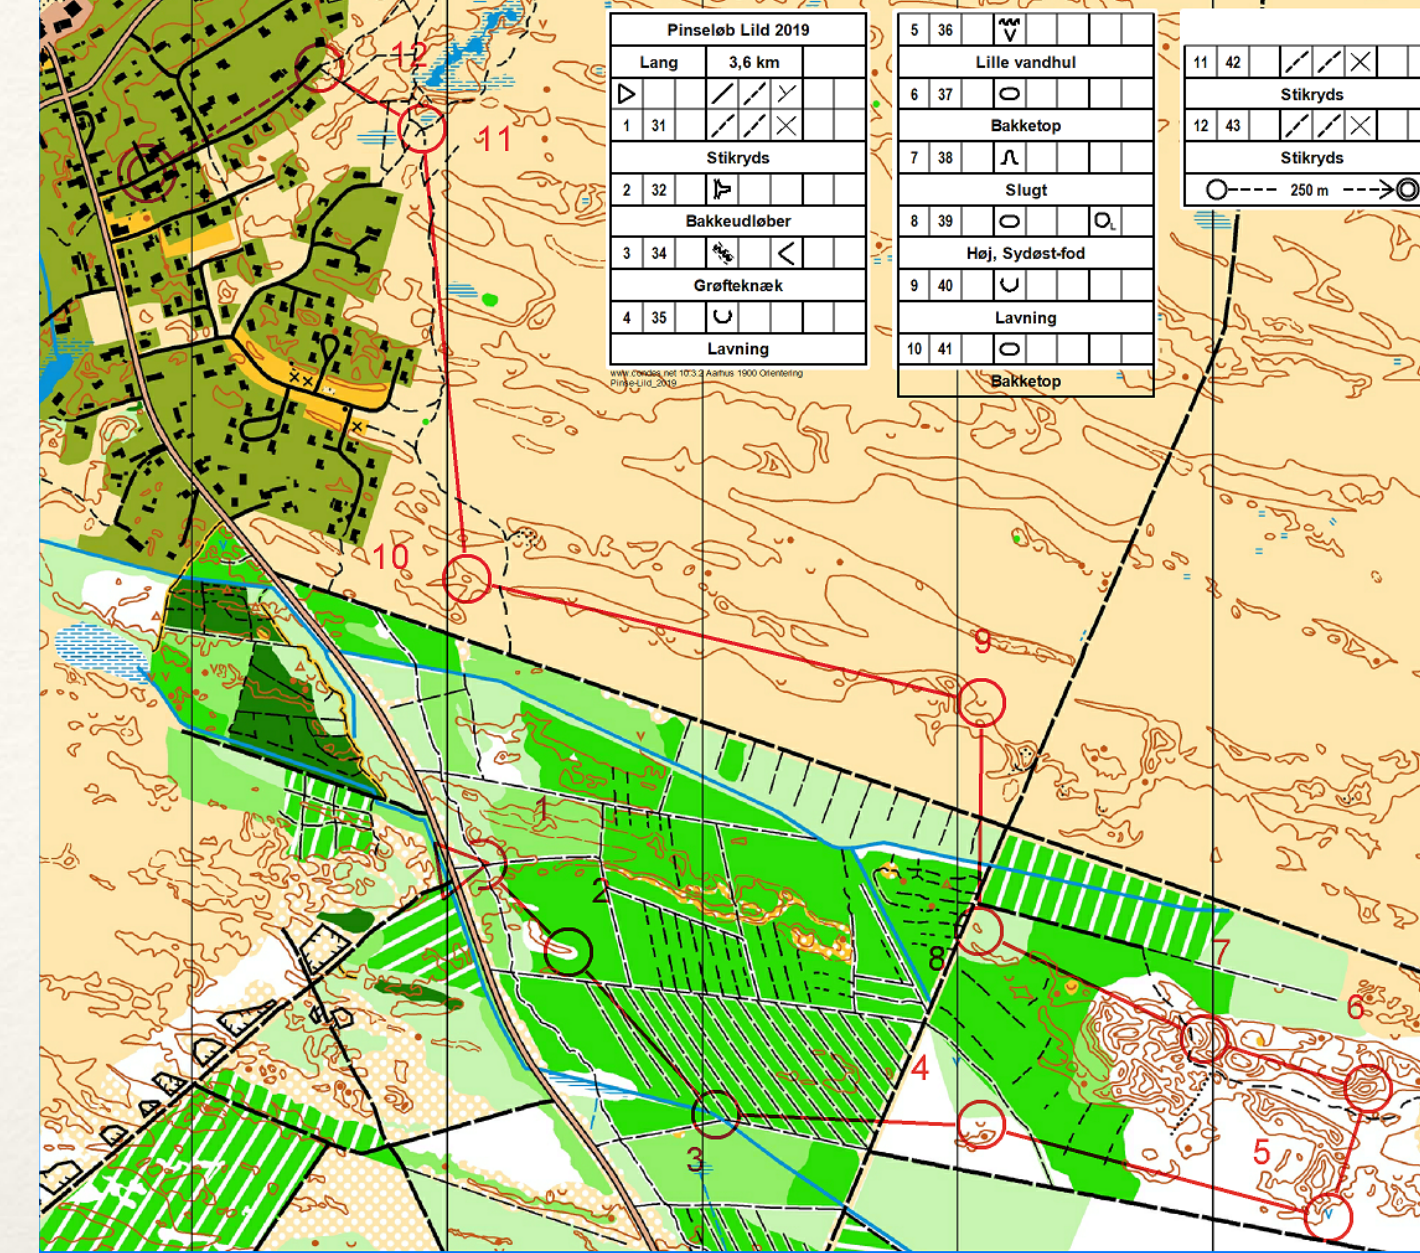 Pinseløb Lild 2019
Lang 3,6 km
1 31
Stikryds
2 32
Bakkeudløber
3 34
Grøfteknæk
4 35
Lavning
www.condes.net 10.3.2 Aarhus 1900 Orientering
Pinse-Lild_2019
5 36
Lille vandhul
6 37
Bakketop
7 38
Slugt
8 39
Høj, Sydøst-fod
9 40
Lavning
10 41
Bakketop
11 42
Stikryds
12 43
Stikryds
250 m
12
11
10
9
1
2
8
7
6
4
5
3